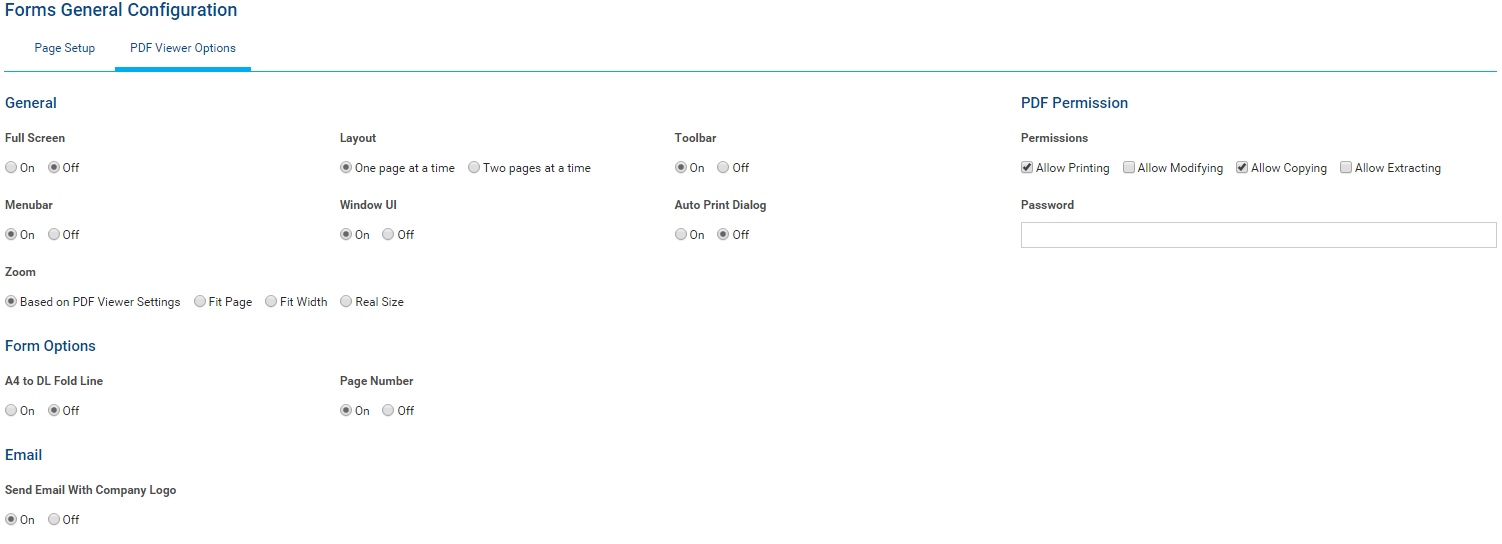 Forms General Configuration
Page Setup PDF Viewer Options
General
Full Screen Layout Toolbar
On Off One page at a time Two pages at a time On Off
Menubar Window UI Auto Print Dialog
On Off On Off On Off
Zoom
Based on PDF Viewer Settings Fit Page Fit Width Real Size
Form Options
A4 to DL Fold Line Page Number
On Off On Off
Email
Send Email With Company Logo
On Off
PDF Permission
Permissions
Allow Printing Allow Modifying Allow Copying Allow Extracting
Password